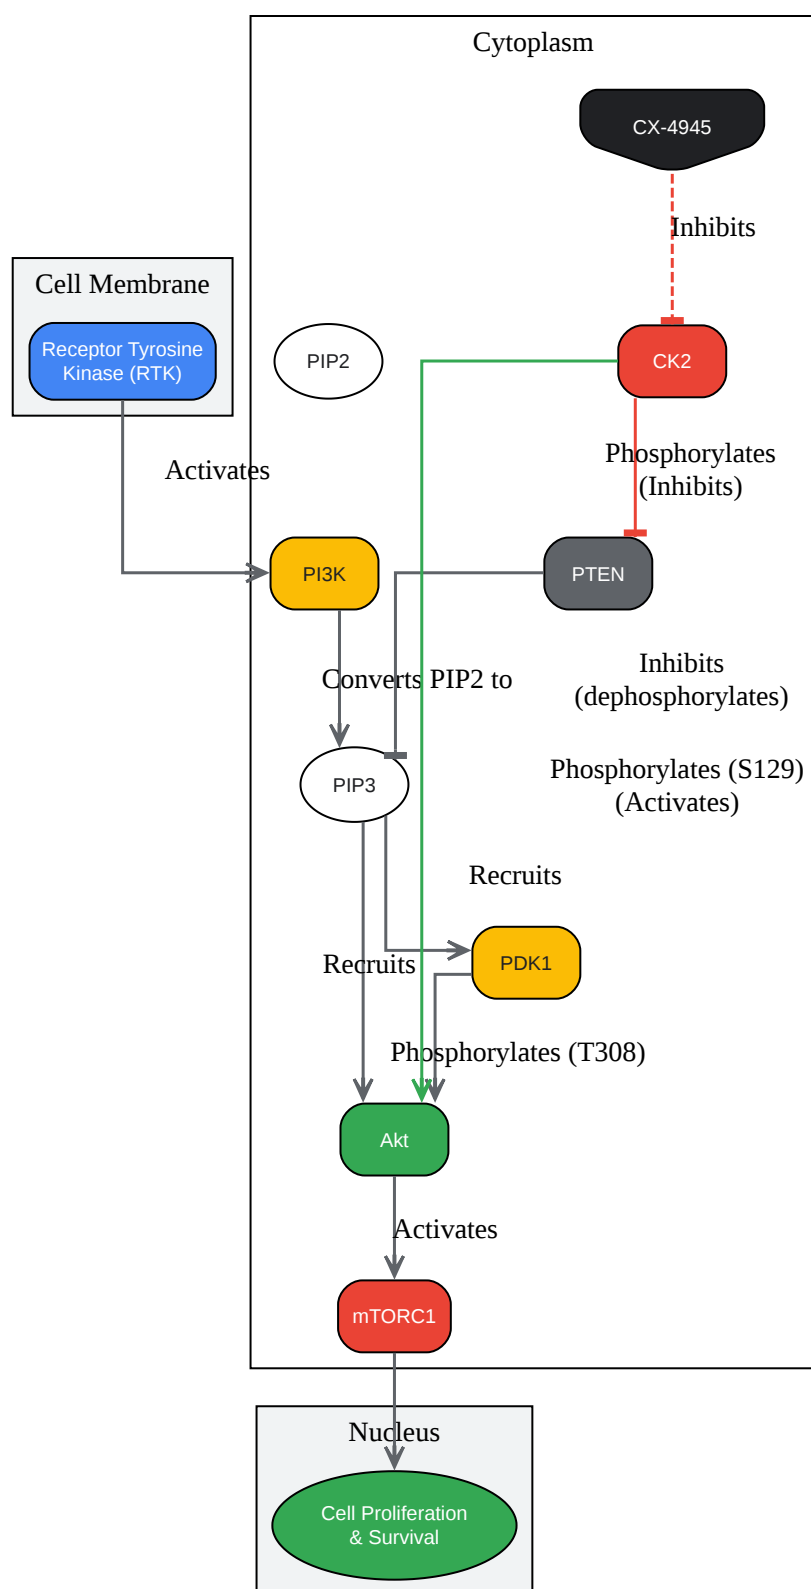 Cytoplasm
CX-4945
Inhibits
Cell Membrane
Receptor Tyrosine
Kinase (RTK)
PIP2
CK2
Activates
Phosphorylates
(Inhibits)
PI3K
PTEN
Converts PIP2 to
Inhibits
(dephosphorylates)
PIP3
Phosphorylates (S129)
(Activates)
Recruits
Recruits
PDK1
Phosphorylates (T308)
Akt
Activates
mTORC1
Nucleus
Cell Proliferation
& Survival